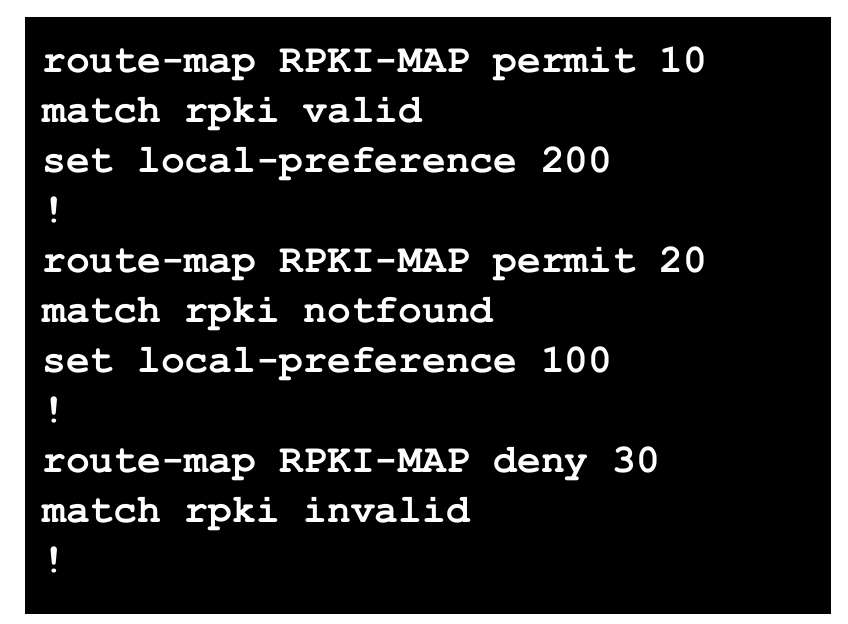 route-map RPKI-MAP permit 10
match rpki valid
set local-preference 200
!
route-map RPKI-MAP permit 20
match rpki notfound
set local-preference 100
!
route-map RPKI-MAP deny 30
match rpki invalid
!